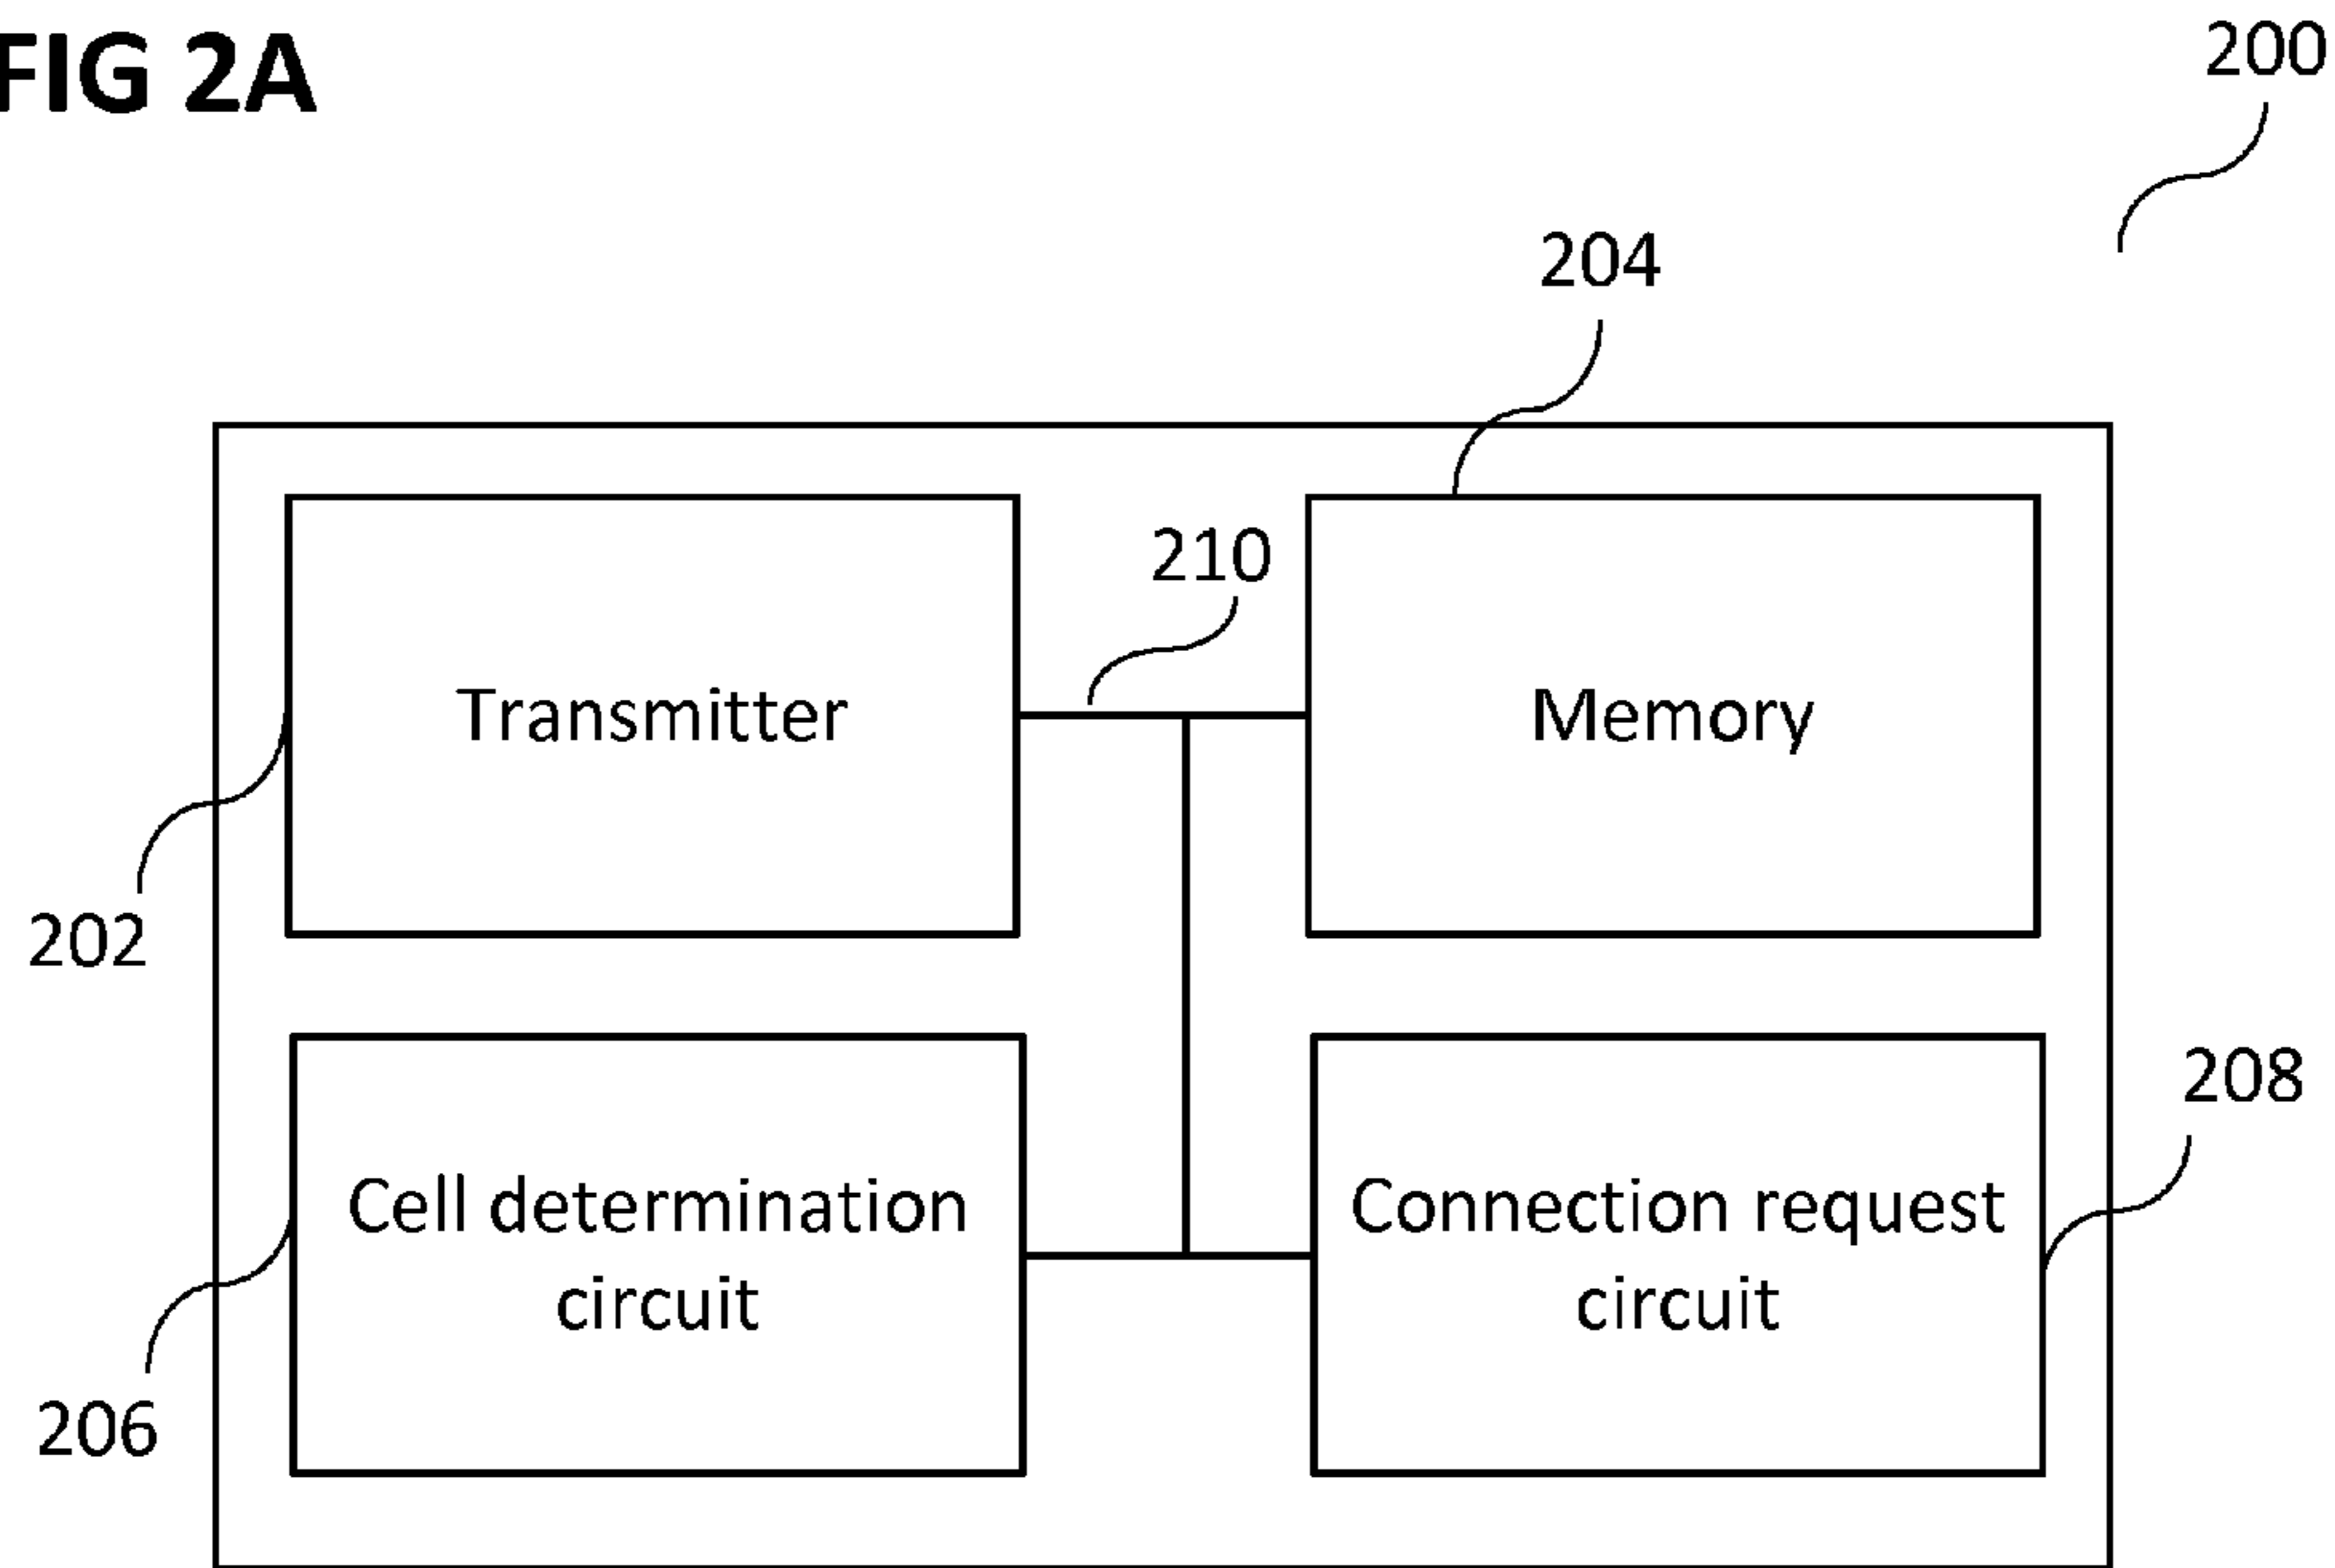 FIG 2A
200
204
210
Transmitter
Memory
202
208
Cell determination
circuit
Connection request
circuit
206